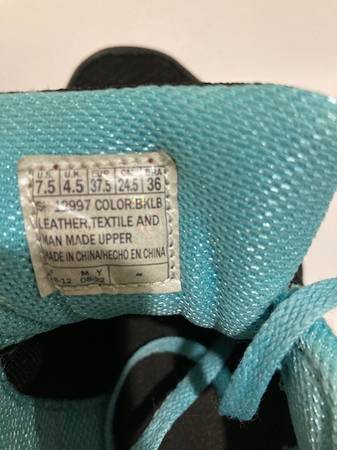 U.S. U.K. EUR CM BRA
7.5 4.5 37.5 24.5 36
12997 COLOR:BKLB
LEATHER,TEXTILE AND
MAN MADE UPPER
MADE IN CHINA/HECHO EN CHINA
M Y